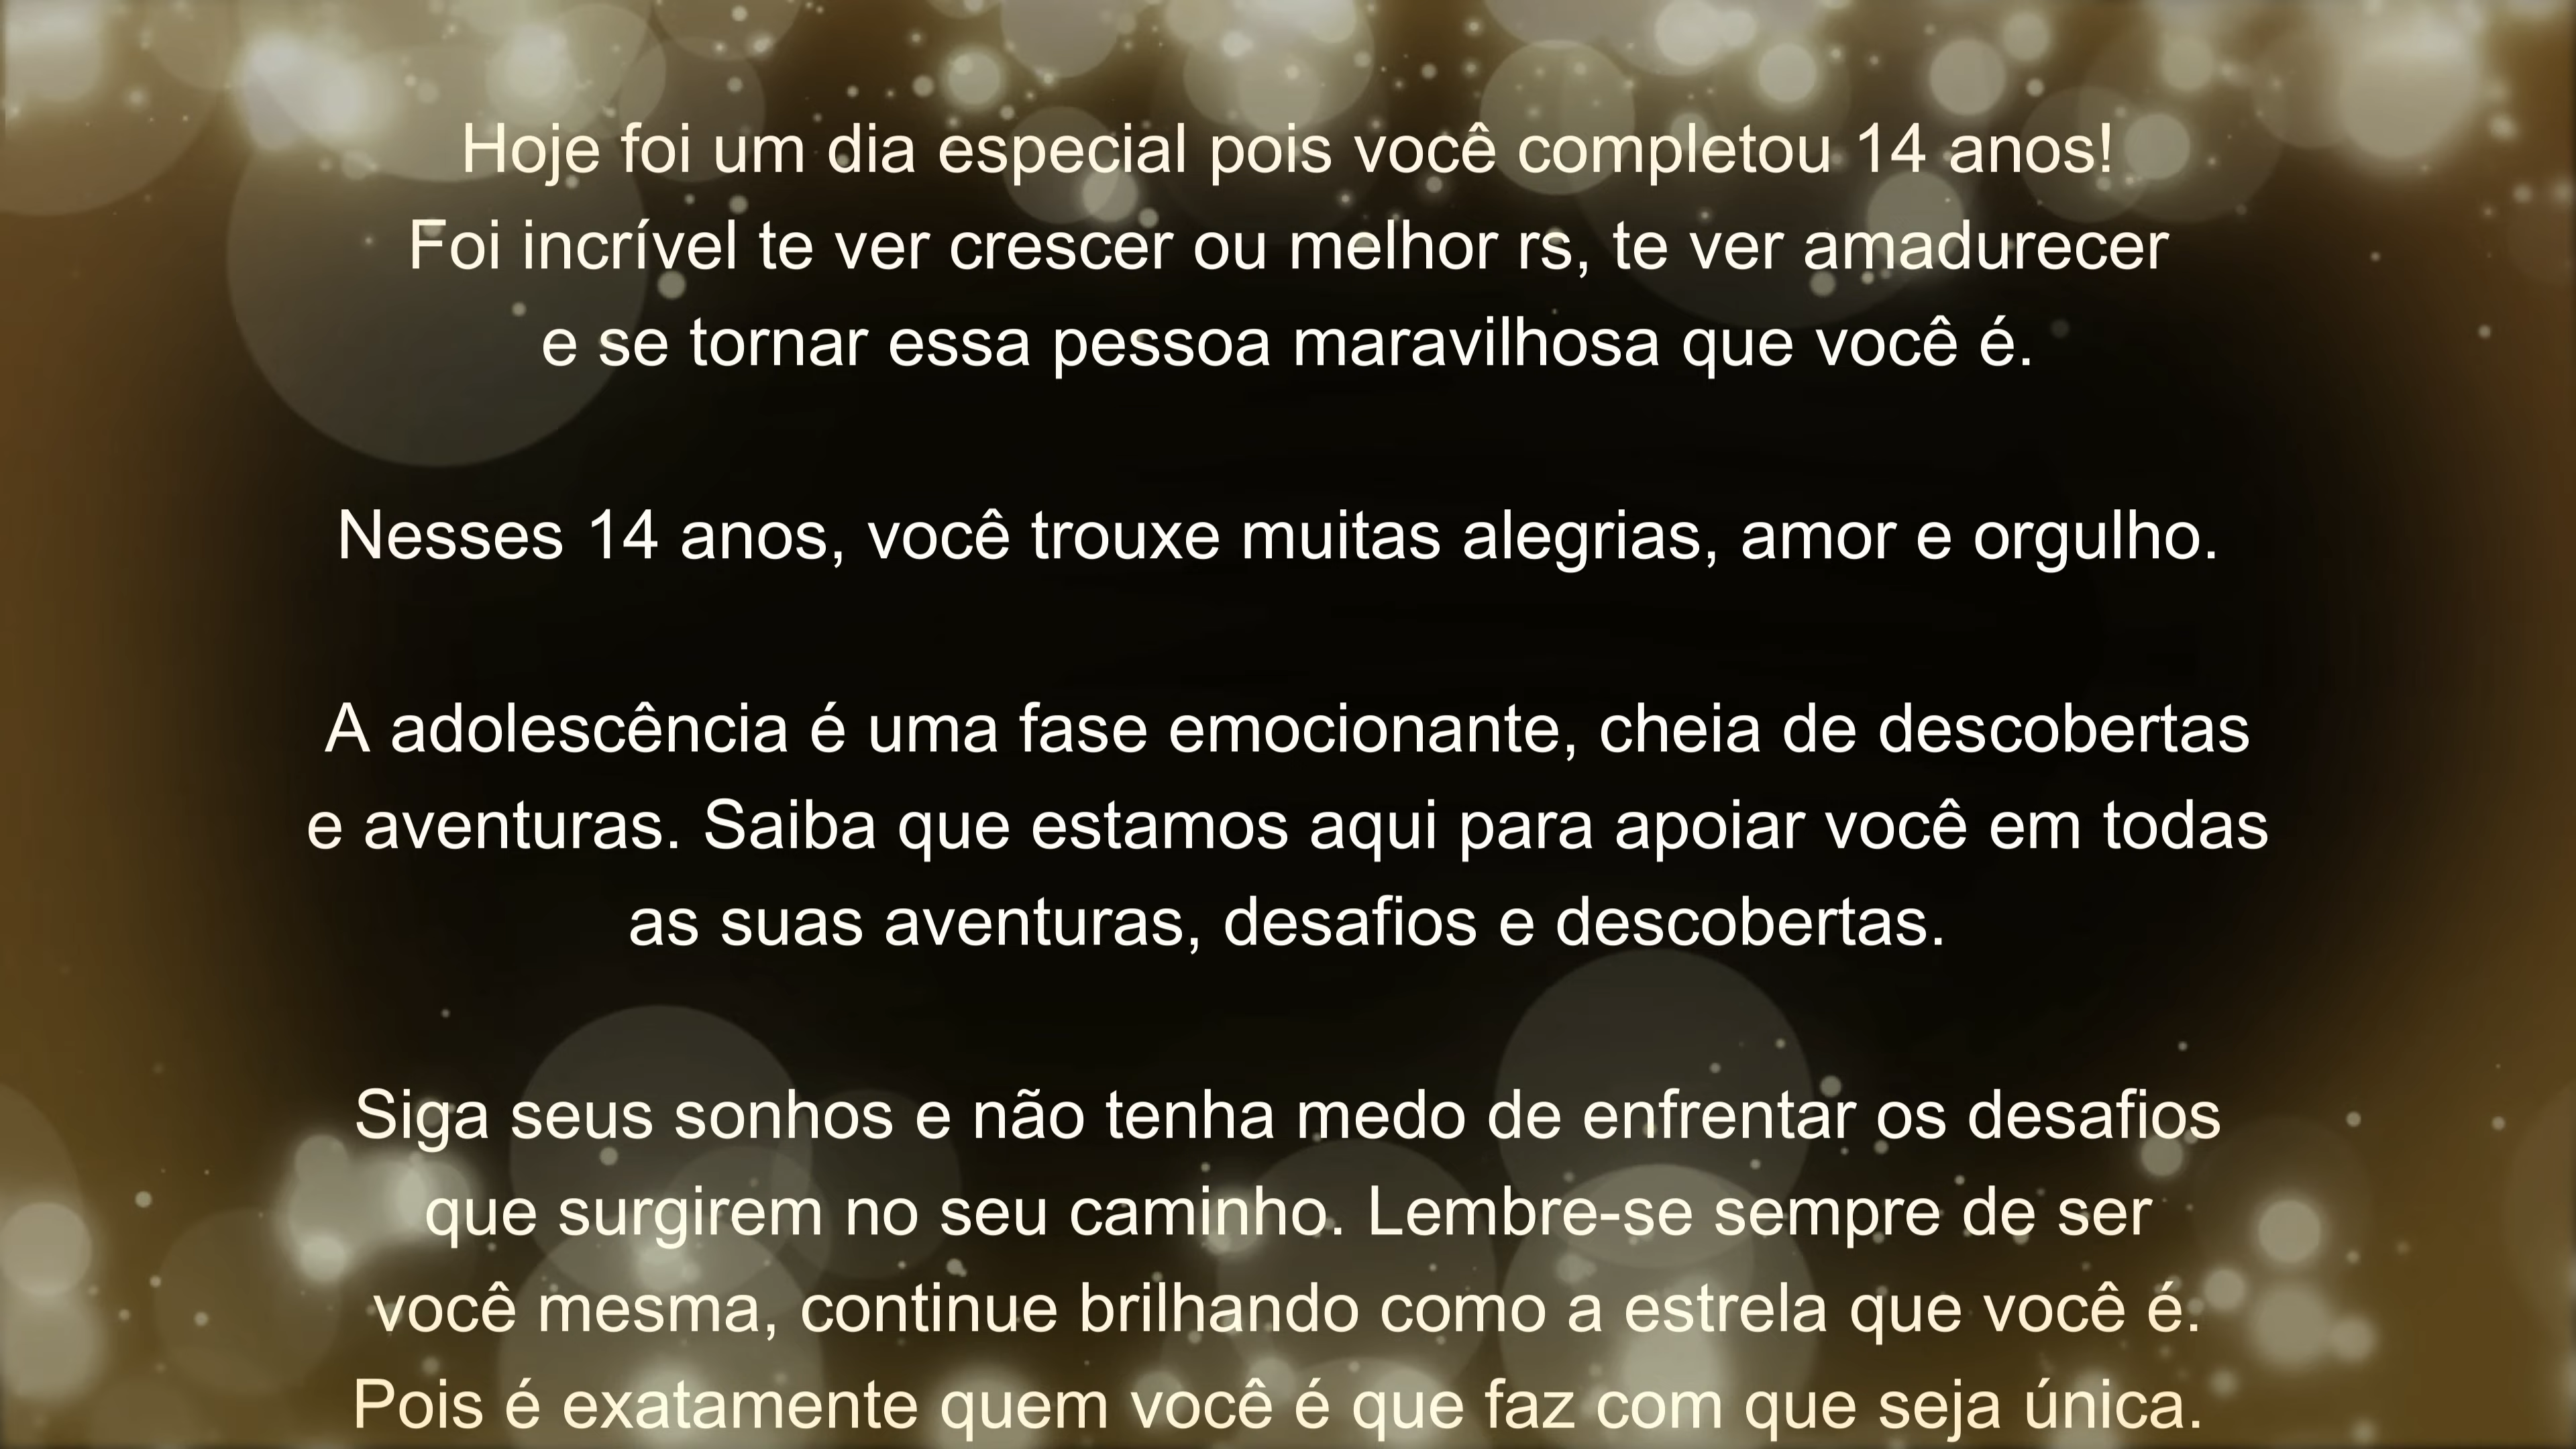 Hoje foi um dia especial pois você completou 14 anos!
Foi incrível te ver crescer ou melhor rs, te ver amadurecer
e se tornar essa pessoa maravilhosa que você é.
Nesses 14 anos, você trouxe muitas alegrias, amor e orgulho.
A adolescência é uma fase emocionante, cheia de descobertas
e aventuras. Saiba que estamos aqui para apoiar você em todas
as suas aventuras, desafios e descobertas.
Siga seus sonhos e não tenha medo de enfrentar os desafios
que surgirem no seu caminho. Lembre-se sempre de ser
você mesma, continue brilhando como a estrela que você é.
Pois é exatamente quem você é que faz com que seja única.